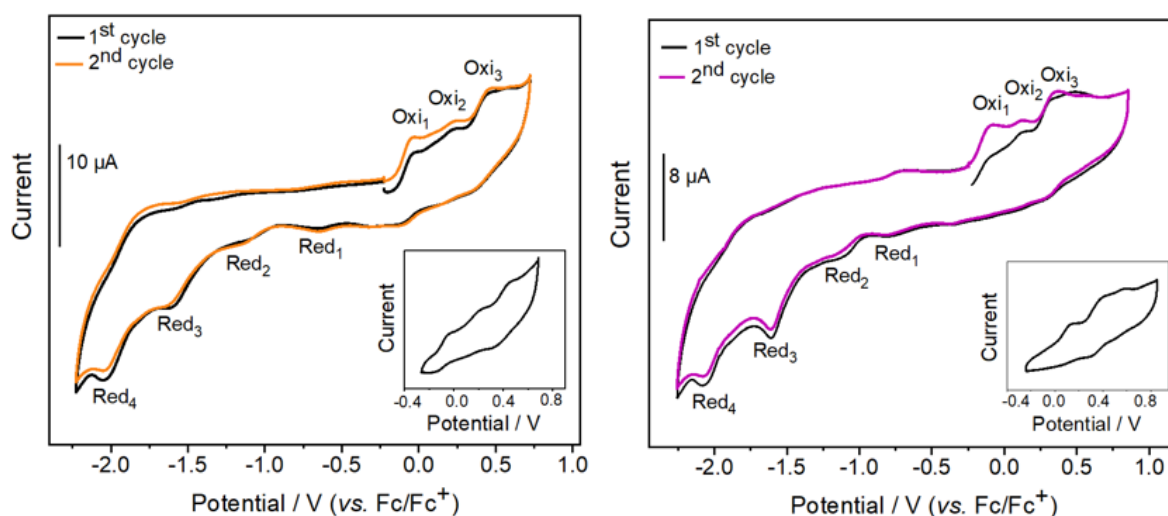 1st cycle
2nd cycle
Oxi1
Oxi2
Oxi3
10 µA
Current
Red1
Red2
Red3
Red4
Current
-0.4 0.0 0.4 0.8
Potential / V
-2.0 -1.5 -1.0 -0.5 0.0 0.5 1.0
Potential / V (vs. Fc/Fc+)
1st cycle
2nd cycle
Oxi1
Oxi2
Oxi3
8 µA
Current
Red1
Red2
Red3
Red4
Current
-0.4 0.0 0.4 0.8
Potential / V
-2.0 -1.5 -1.0 -0.5 0.0 0.5 1.0
Potential / V (vs. Fc/Fc+)